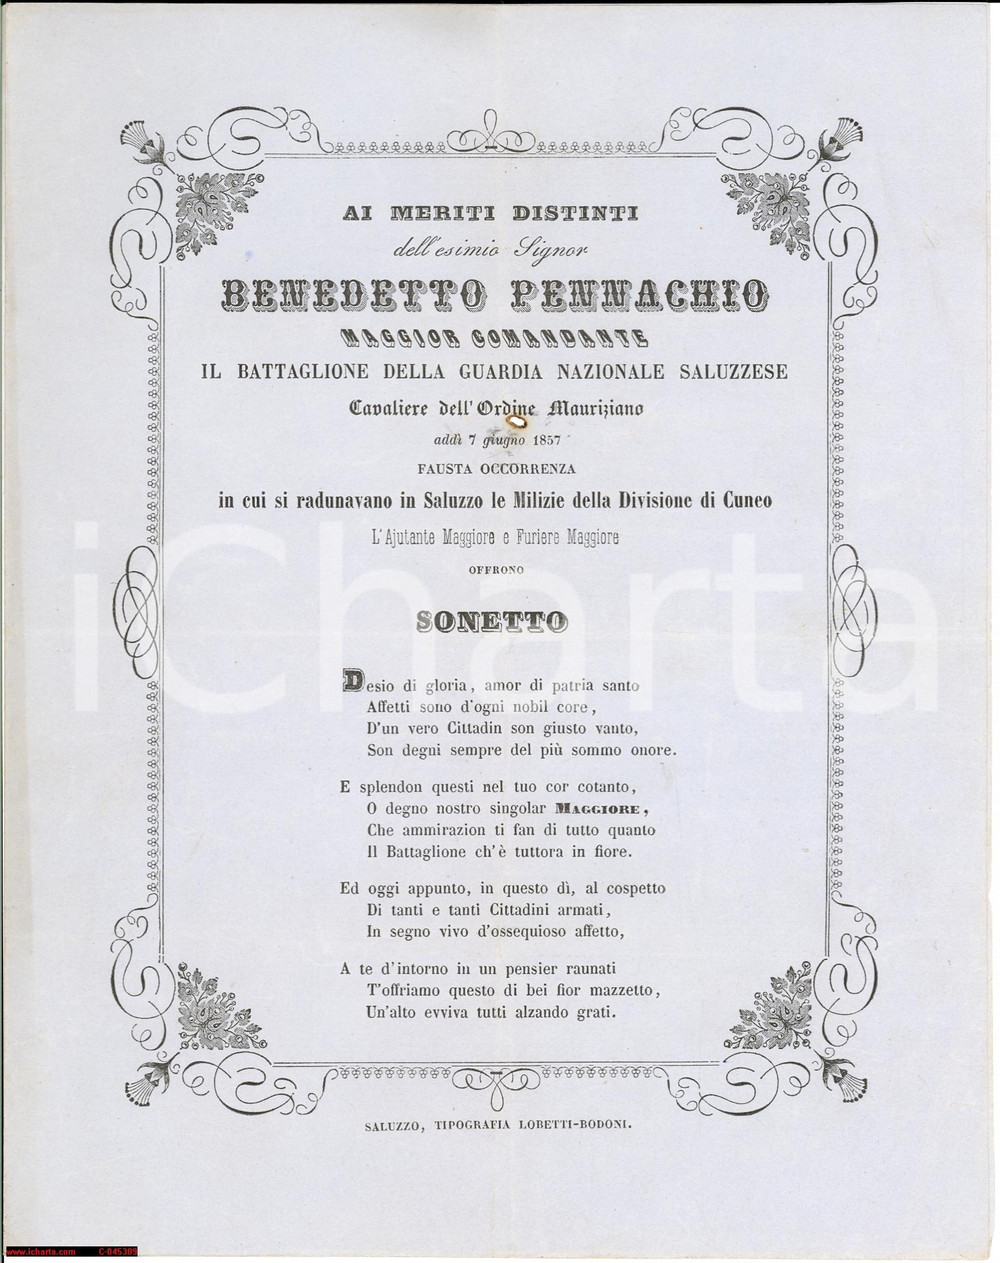 AI MERITI DISTINTI
dell'esimio Signor
BENEDETTO PENNACHIO
MAGGIOR COMANDANTE
IL BATTAGLIONE DELLA GUARDIA NAZIONALE SALUZZESE
Cavaliere dell'Ordine Mauriziano
addì 7 giugno 1857
FAUSTA OCCORRENZA
in cui si radunavano in Saluzzo le Milizie della Divisione di Cuneo
L'Ajutante Maggiore e Furiere Maggiore
OFFRONO
SONETTO
Desio di gloria, amor di patria santo
Affetti sono d'ogni nobil core,
D'un vero Cittadin son giusto vanto,
Son degni sempre del più sommo onore.
E splendon questi nel tuo cor cotanto,
O degno nostro singolar MAGGIORE,
Che ammirazion ti fan di tutto quanto
Il Battaglione ch'è tuttora in fiore.
Ed oggi appunto, in questo dì, al cospetto
Di tanti e tanti Cittadini armati,
In segno vivo d'ossequioso affetto,
A te d'intorno in un pensier raunati
T'offriamo questo di bei fior mazzetto,
Un'alto evviva tutti alzando grati.
SALUZZO, TIPOGRAFIA LOBETTI-BODONI.
iCharta
www.icharta.com C-045389